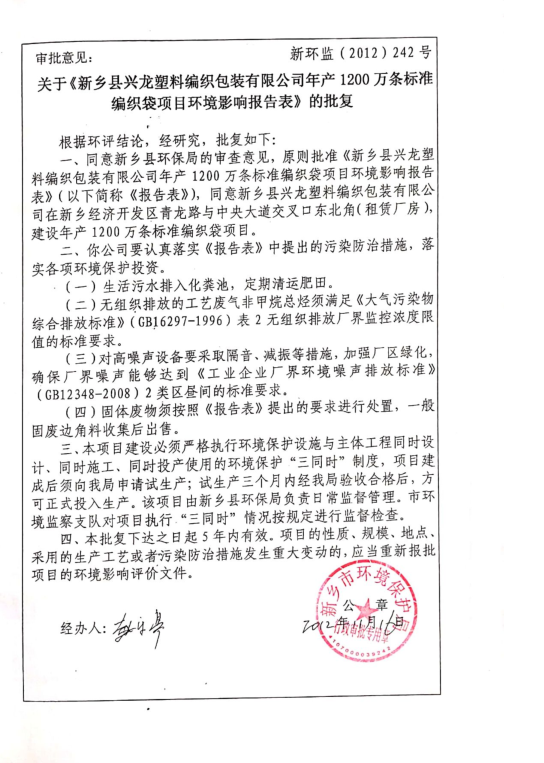 审批意见：
新环监（2012）242号
关于《新乡县兴龙塑料编织包装有限公司年产1200万条标准
编织袋项目环境影响报告表》的批复
根据环评结论，经研究，批复如下：
一、同意新乡县环保局的审查意见，原则批准《新乡县兴龙塑
料编织包装有限公司年产1200万条标准编织袋项目环境影响报告
表》（以下简称《报告表》），同意新乡县兴龙塑料编织包装有限公
司在新乡经济开发区青龙路与中央大道交叉口东北角（租赁厂房），
建设年产1200万条标准编织袋项目。
二、你公司要认真落实《报告表》中提出的污染防治措施，落
实各项环境保护投资。
（一）生活污水排入化粪池，定期清运肥田。
（二）无组织排放的工艺废气非甲烷总烃须满足《大气污染物
综合排放标准》（GB16297-1996）表2无组织排放厂界监控浓度限
值的标准要求。
（三）对高噪声设备要采取隔音、减振等措施，加强厂区绿化，
确保厂界噪声能够达到《工业企业厂界环境噪声排放标准》
（GB12348-2008）2类区昼间的标准要求。
（四）固体废物须按照《报告表》提出的要求进行处置，一般
固废边角料收集后出售。
三、本项目建设必须严格执行环境保护设施与主体工程同时设
计、同时施工、同时投产使用的环境保护“三同时”制度，项目建
成后须向我局申请试生产；试生产三个月内经我局验收合格后，方
可正式投入生产。该项目由新乡县环保局负责日常监督管理。市环
境监察支队对项目执行“三同时”情况按规定进行监督检查。
四、本批复下达之日起5年内有效。项目的性质、规模、地点、
采用的生产工艺或者污染防治措施发生重大变动的，应当重新报批
项目的环境影响评价文件。
新乡市环境保护局
公 章
经办人：
2012年11月16日
行政审批专用章